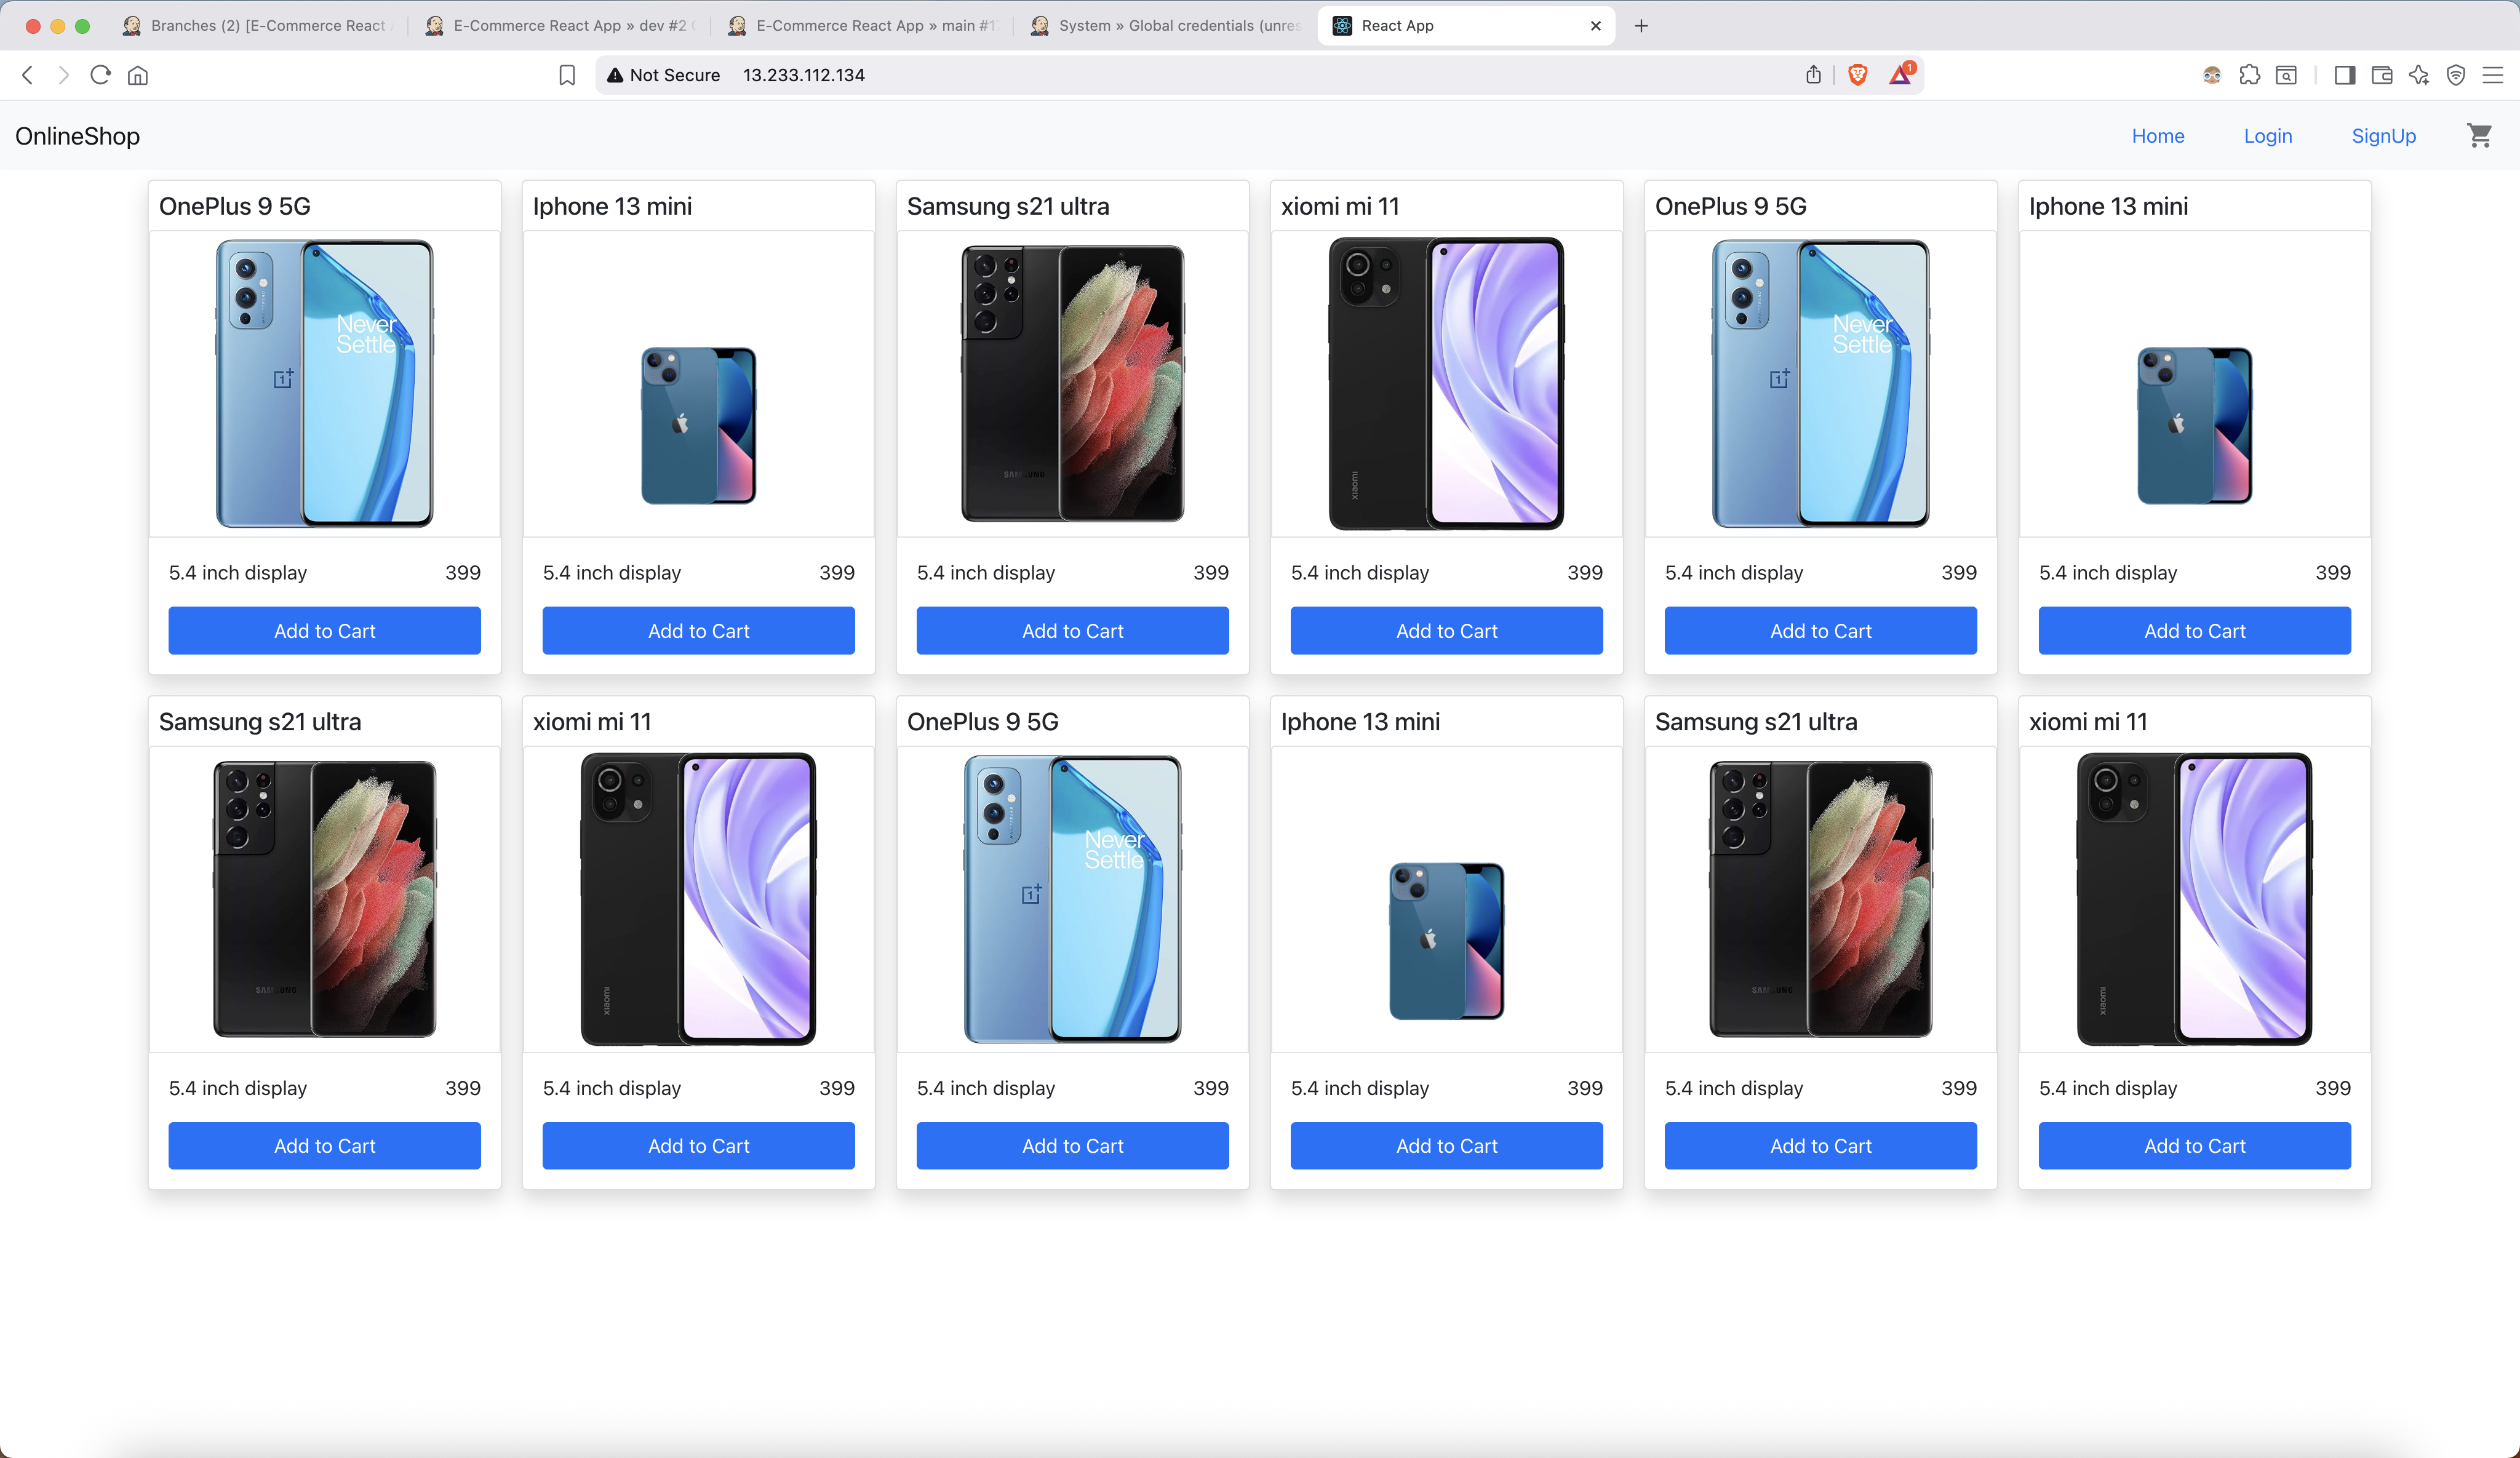 Branches (2) [E-Commerce React
E-Commerce React App » dev #2
E-Commerce React App » main #1
System » Global credentials (unres
React App
Not Secure 13.233.112.134
1
OnlineShop
Home Login SignUp
OnePlus 9 5G Iphone 13 mini Samsung s21 ultra xiomi mi 11 OnePlus 9 5G Iphone 13 mini
Never
Settle
SAMSUNG
xiaomi
Never
Settle
5.4 inch display 399 5.4 inch display 399 5.4 inch display 399 5.4 inch display 399 5.4 inch display 399 5.4 inch display 399
Add to Cart Add to Cart Add to Cart Add to Cart Add to Cart Add to Cart
Samsung s21 ultra xiomi mi 11 OnePlus 9 5G Iphone 13 mini Samsung s21 ultra xiomi mi 11
SAMSUNG
xiaomi
Never
Settle
SAMSUNG
xiaomi
5.4 inch display 399 5.4 inch display 399 5.4 inch display 399 5.4 inch display 399 5.4 inch display 399 5.4 inch display 399
Add to Cart Add to Cart Add to Cart Add to Cart Add to Cart Add to Cart